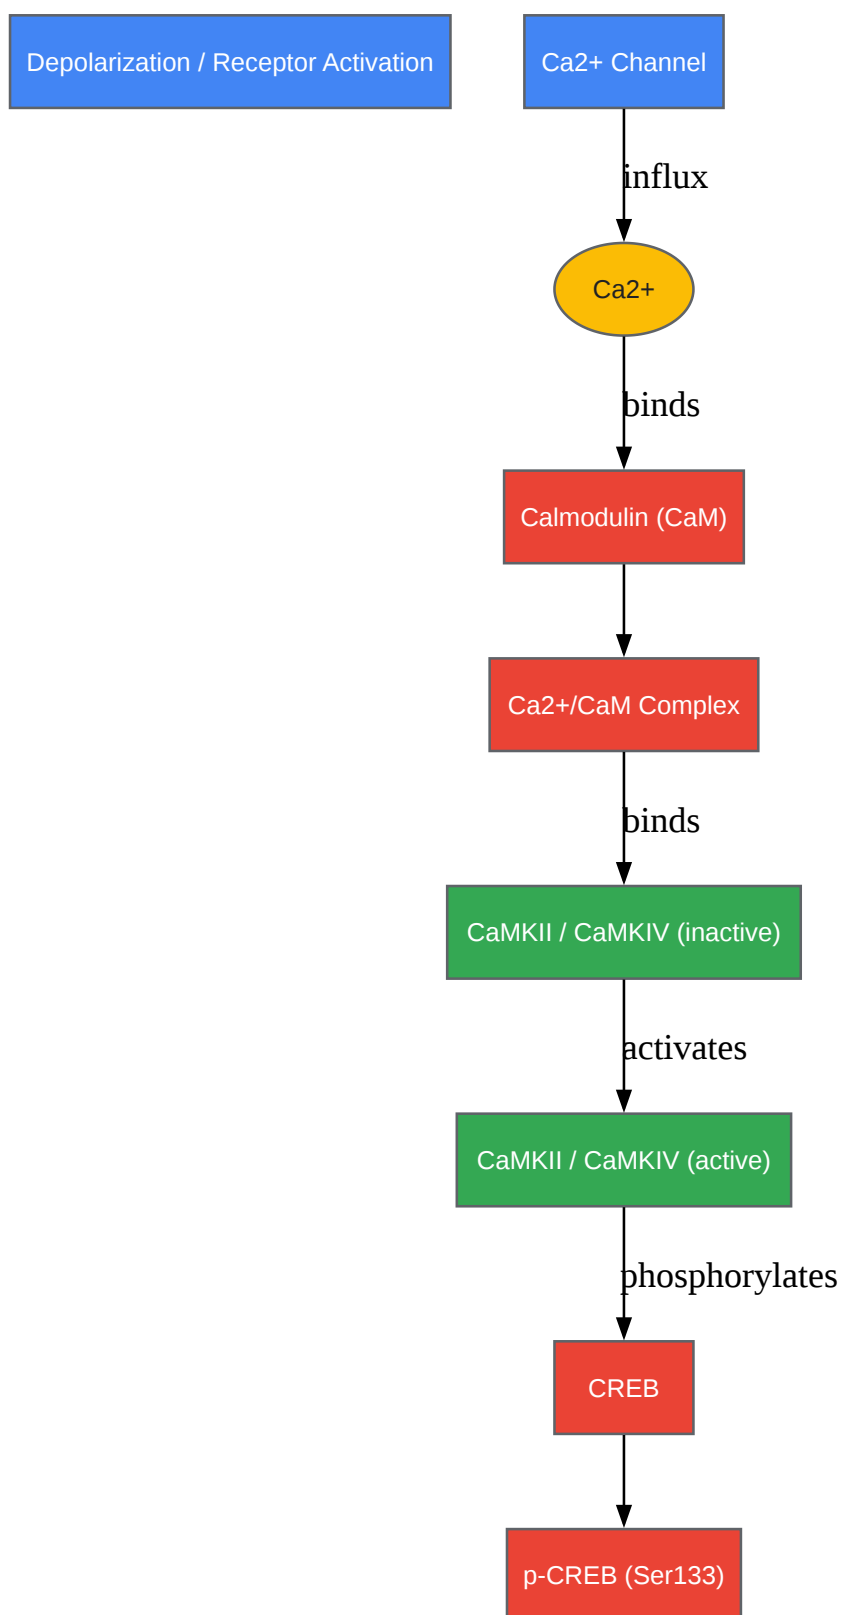 Depolarization / Receptor Activation
Ca2+ Channel
influx
Ca2+
binds
Calmodulin (CaM)
Ca2+/CaM Complex
binds
CaMKII / CaMKIV (inactive)
activates
CaMKII / CaMKIV (active)
phosphorylates
CREB
p-CREB (Ser133)